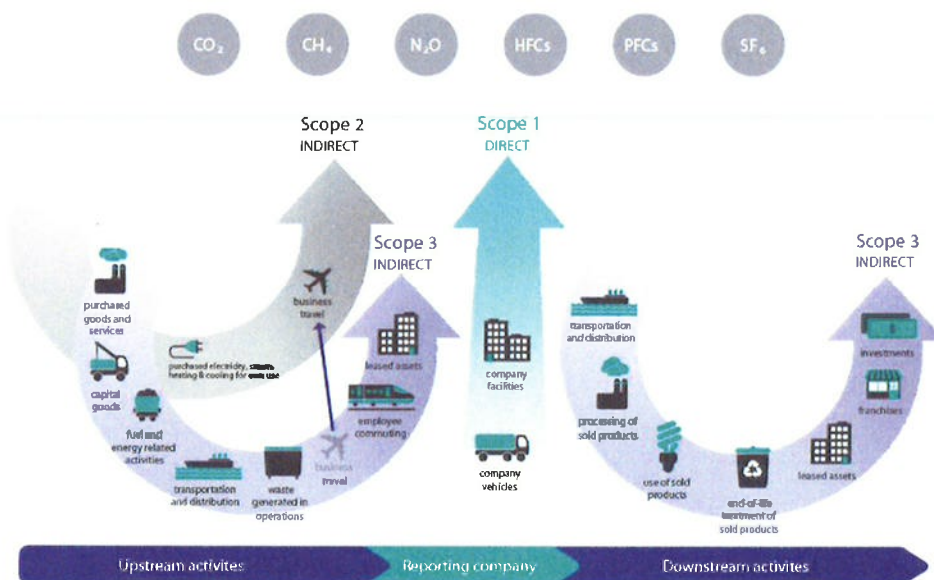 CO2
CH4
N2O
HFCs
PFCs
SF6
Scope 2
INDIRECT
Scope 1
DIRECT
Scope 3
INDIRECT
Scope 3
INDIRECT
purchased
goods and
services
business
travel
transportation
and distribution
investments
purchased electricity,
heating & cooling for own use
leased assets
company
facilities
capital
goods
franchises
employee
commuting
processing of
sold products
fuel and
energy related
activities
business
travel
company
vehicles
leased assets
use of sold
products
transportation
and distribution
waste
generated in
operations
end-of-life
treatment of
sold products
Upstream activites
Reporting company
Downstream activites